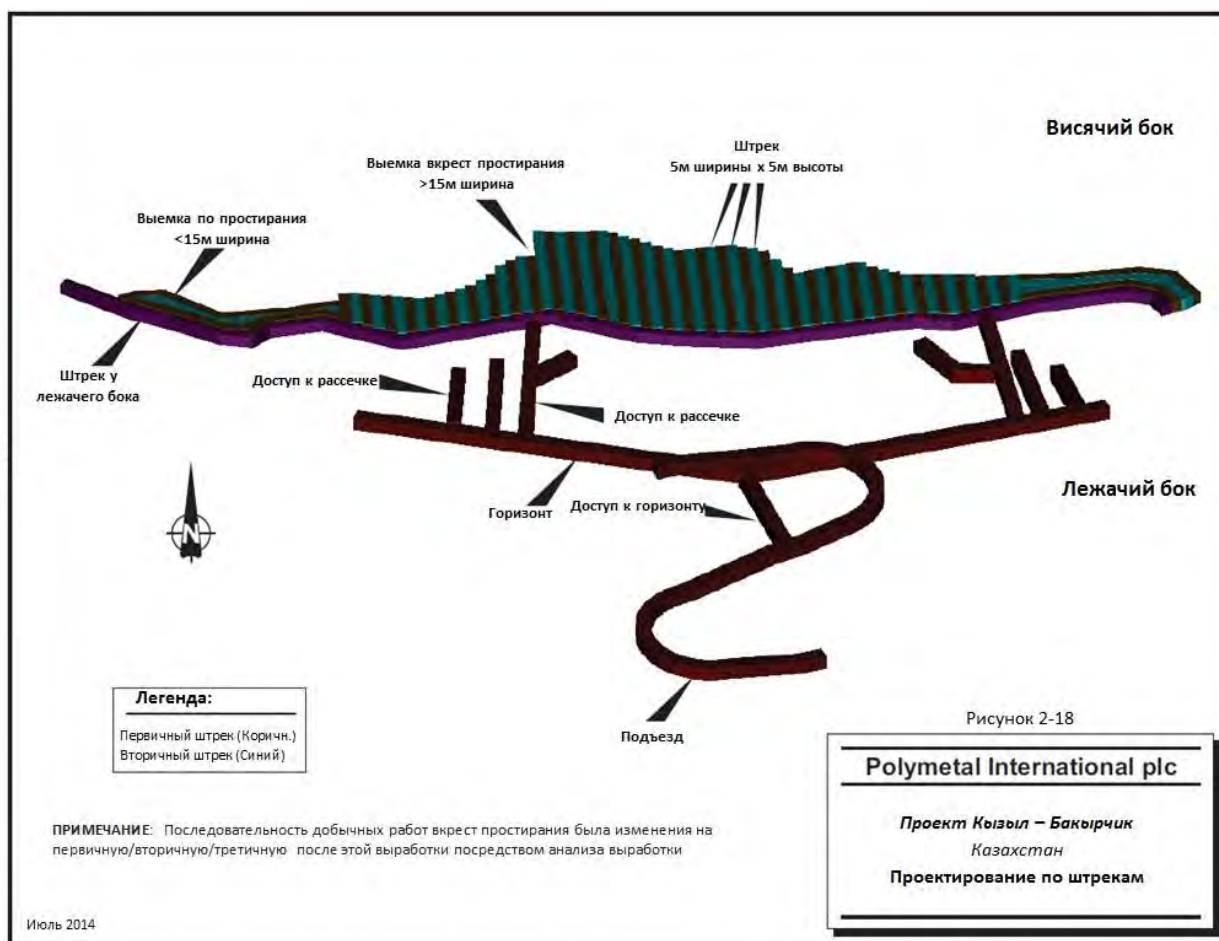 Висячий бок
Штрек
5м ширины x 5м высоты
Выемка вкрест простирания
>15м ширина
Выемка по простирания
<15м ширина
Штрек у
лежачего бока
Доступ к рассечке
Доступ к рассечке
Лежачий бок
Горизонт
Доступ к горизонту
N
Подъезд
Легенда:
Первичный штрек (Коричн.)
Вторичный штрек (Синий)
ПРИМЕЧАНИЕ: Последовательность добычных работ вкрест простирания была изменения на
первичную/вторичную/третичную после этой выработки посредством анализа выработки
Июль 2014
Рисунок 2-18
Polymetal International plc
Проект Кызыл – Бакырчик
Казахстан
Проектирование по штрекам